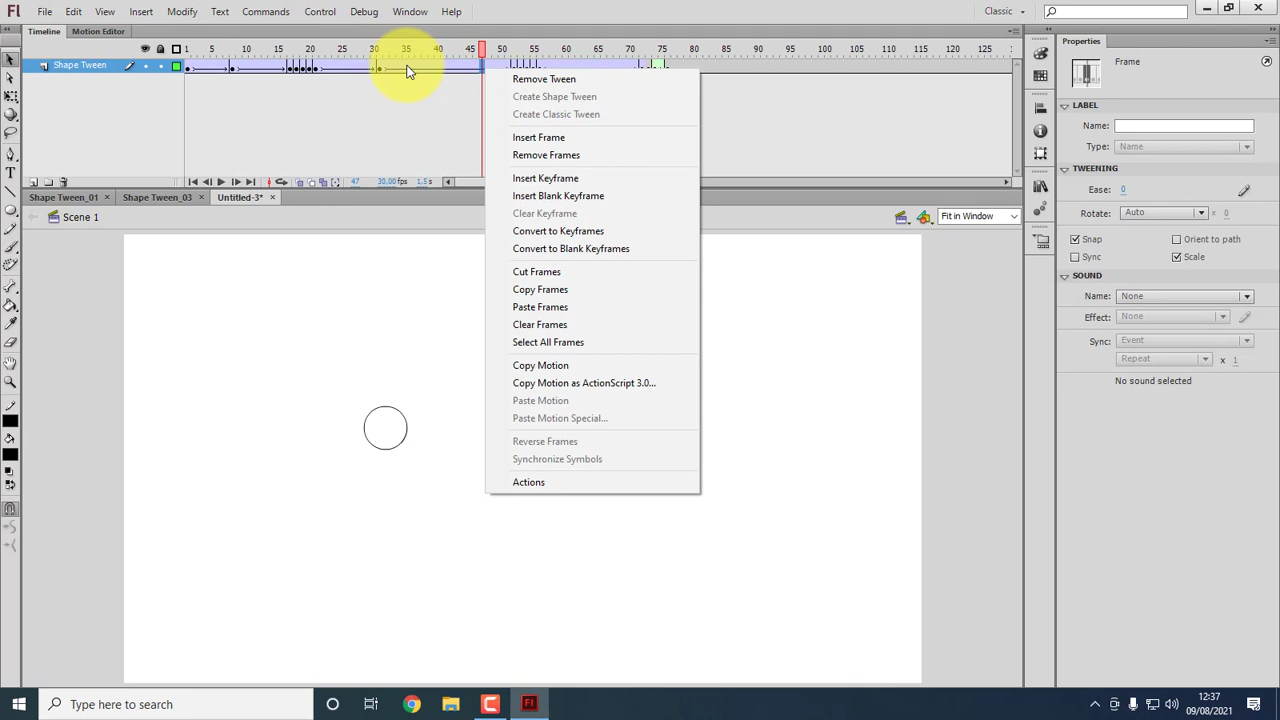 Fl File Edit View Insert Modify Text Commands Control Debug Window Help Classic
Timeline Motion Editor
1 5 10 15 20 25 30 35 40 45 50 55 60 65 70 75 80 85 90 95 100 105 110 115 120 125
Shape Tween
47 30.00 fps 1.5 s
Shape Tween_01 × Shape Tween_03 × Untitled-3* ×
Scene 1 Fit in Window
Remove Tween
Create Shape Tween
Create Classic Tween
Insert Frame
Remove Frames
Insert Keyframe
Insert Blank Keyframe
Clear Keyframe
Convert to Keyframes
Convert to Blank Keyframes
Cut Frames
Copy Frames
Paste Frames
Clear Frames
Select All Frames
Copy Motion
Copy Motion as ActionScript 3.0...
Paste Motion
Paste Motion Special...
Reverse Frames
Synchronize Symbols
Actions
Properties
Frame
LABEL
Name:
Type: Name
TWEENING
Ease: 0
Rotate: Auto x 0
Snap Orient to path
Sync Scale
SOUND
Name: None
Effect: None
Sync: Event
Repeat x 1
No sound selected
Type here to search
Fl
12:37
09/08/2021